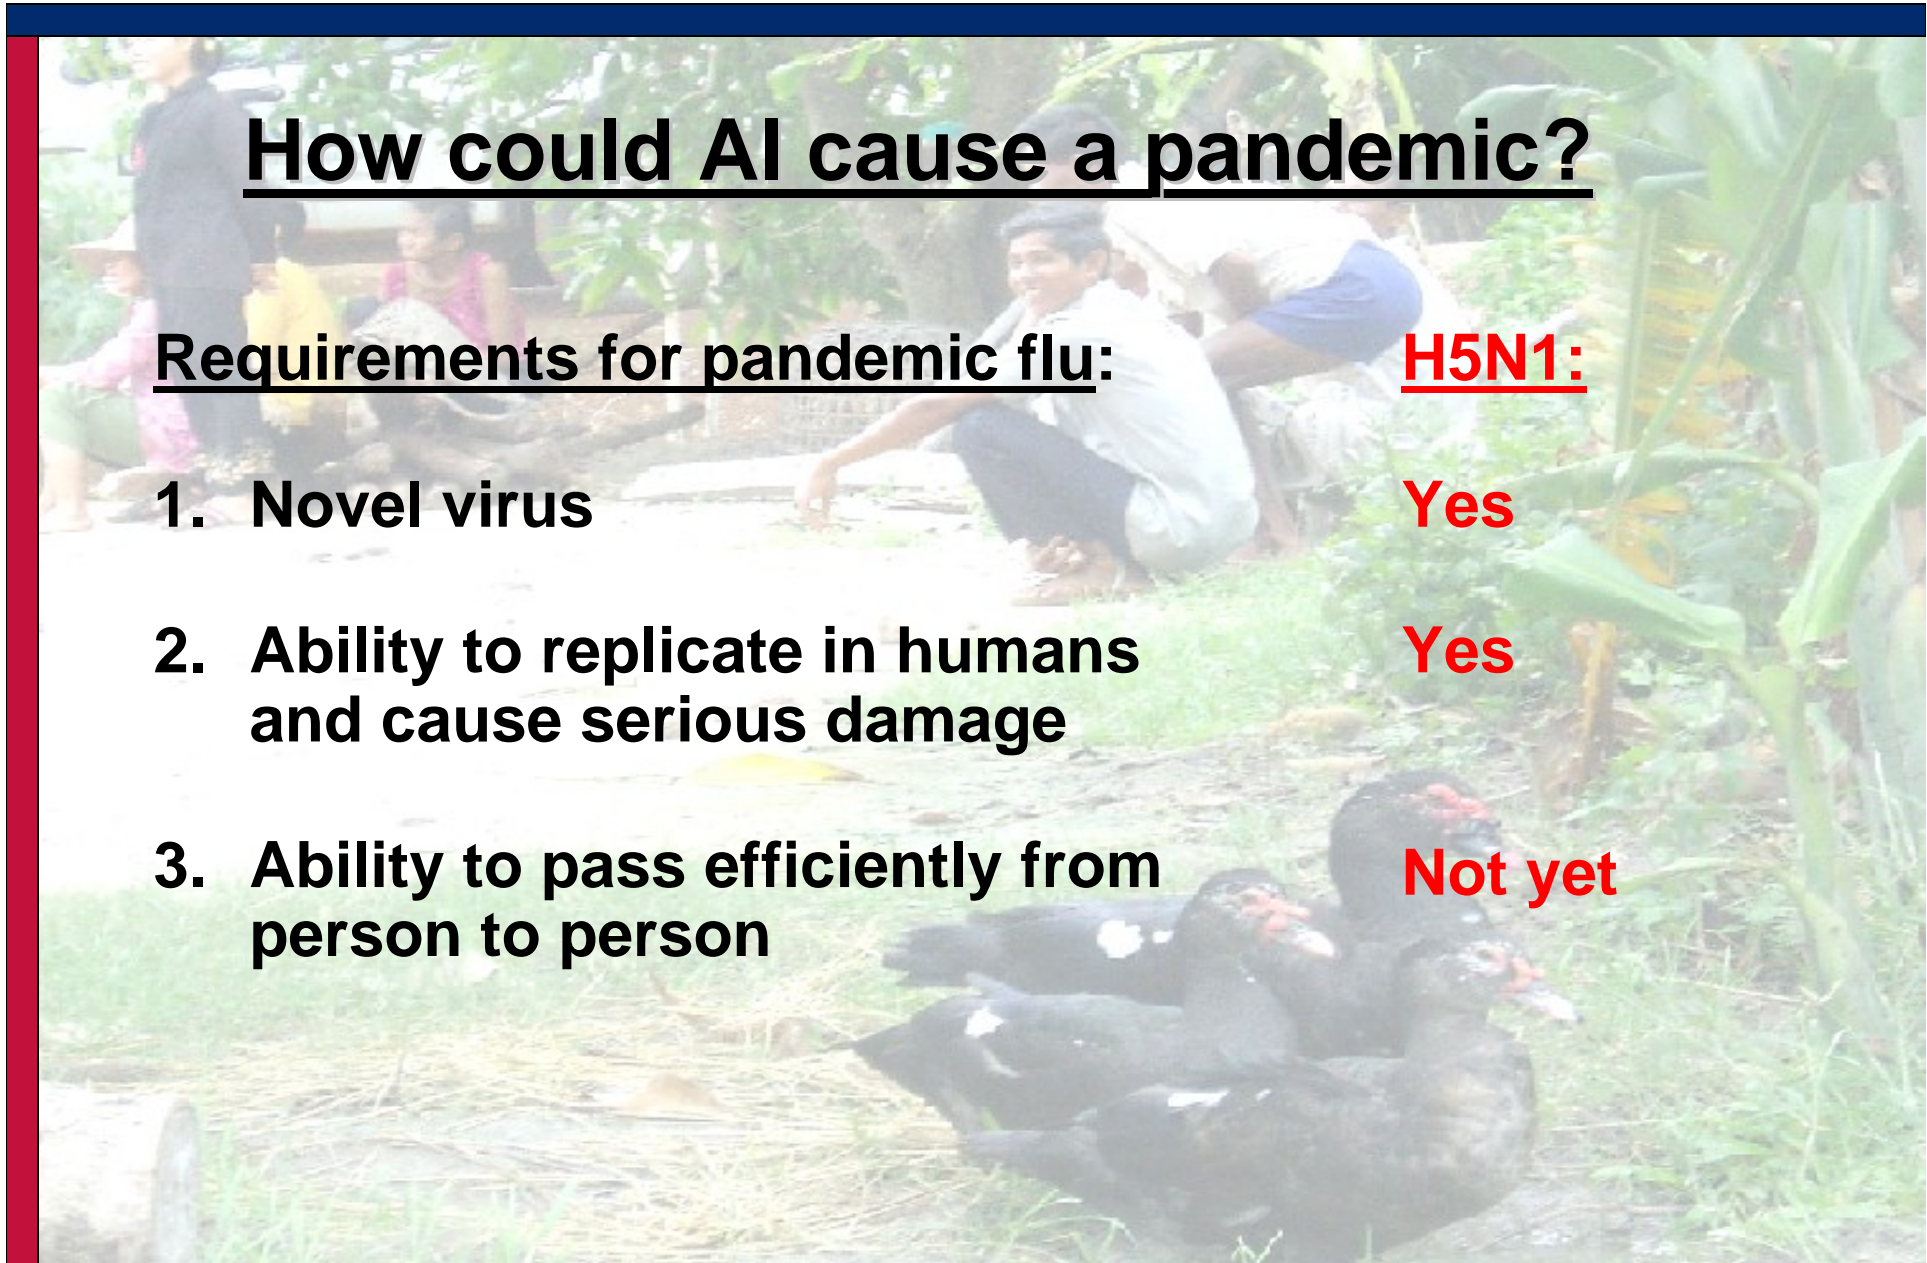 How could AI cause a pandemic?
Requirements for pandemic flu: H5N1:
1. Novel virus Yes
2. Ability to replicate in humans Yes
and cause serious damage
3. Ability to pass efficiently from Not yet
person to person